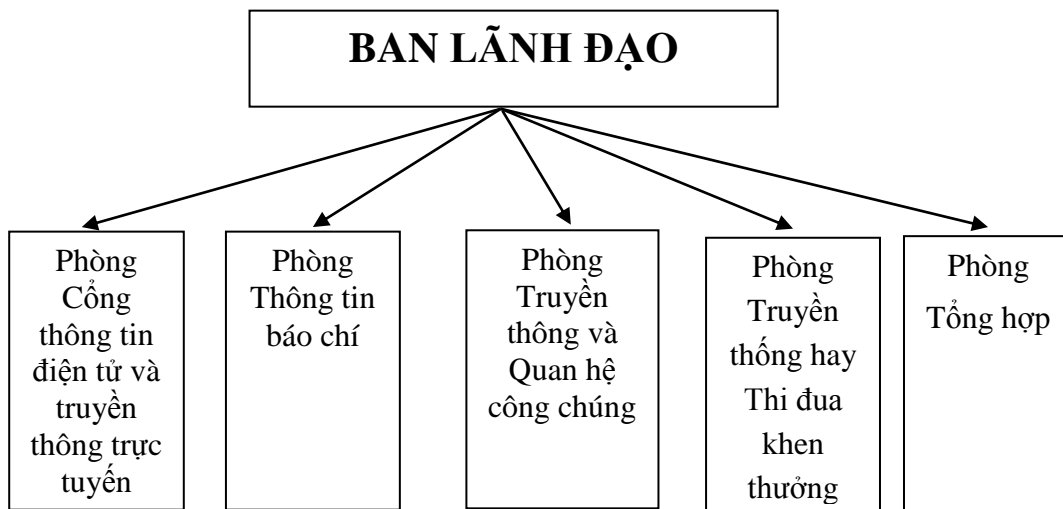 BAN LÃNH ĐẠO
Phòng
Cổng
thông tin
điện tử và
truyền
thông trực
tuyến
Phòng
Thông tin
báo chí
Phòng
Truyền
thông và
Quan hệ
công chúng
Phòng
Truyền
thống hay
Thi đua
khen
thưởng
Phòng
Tổng hợp